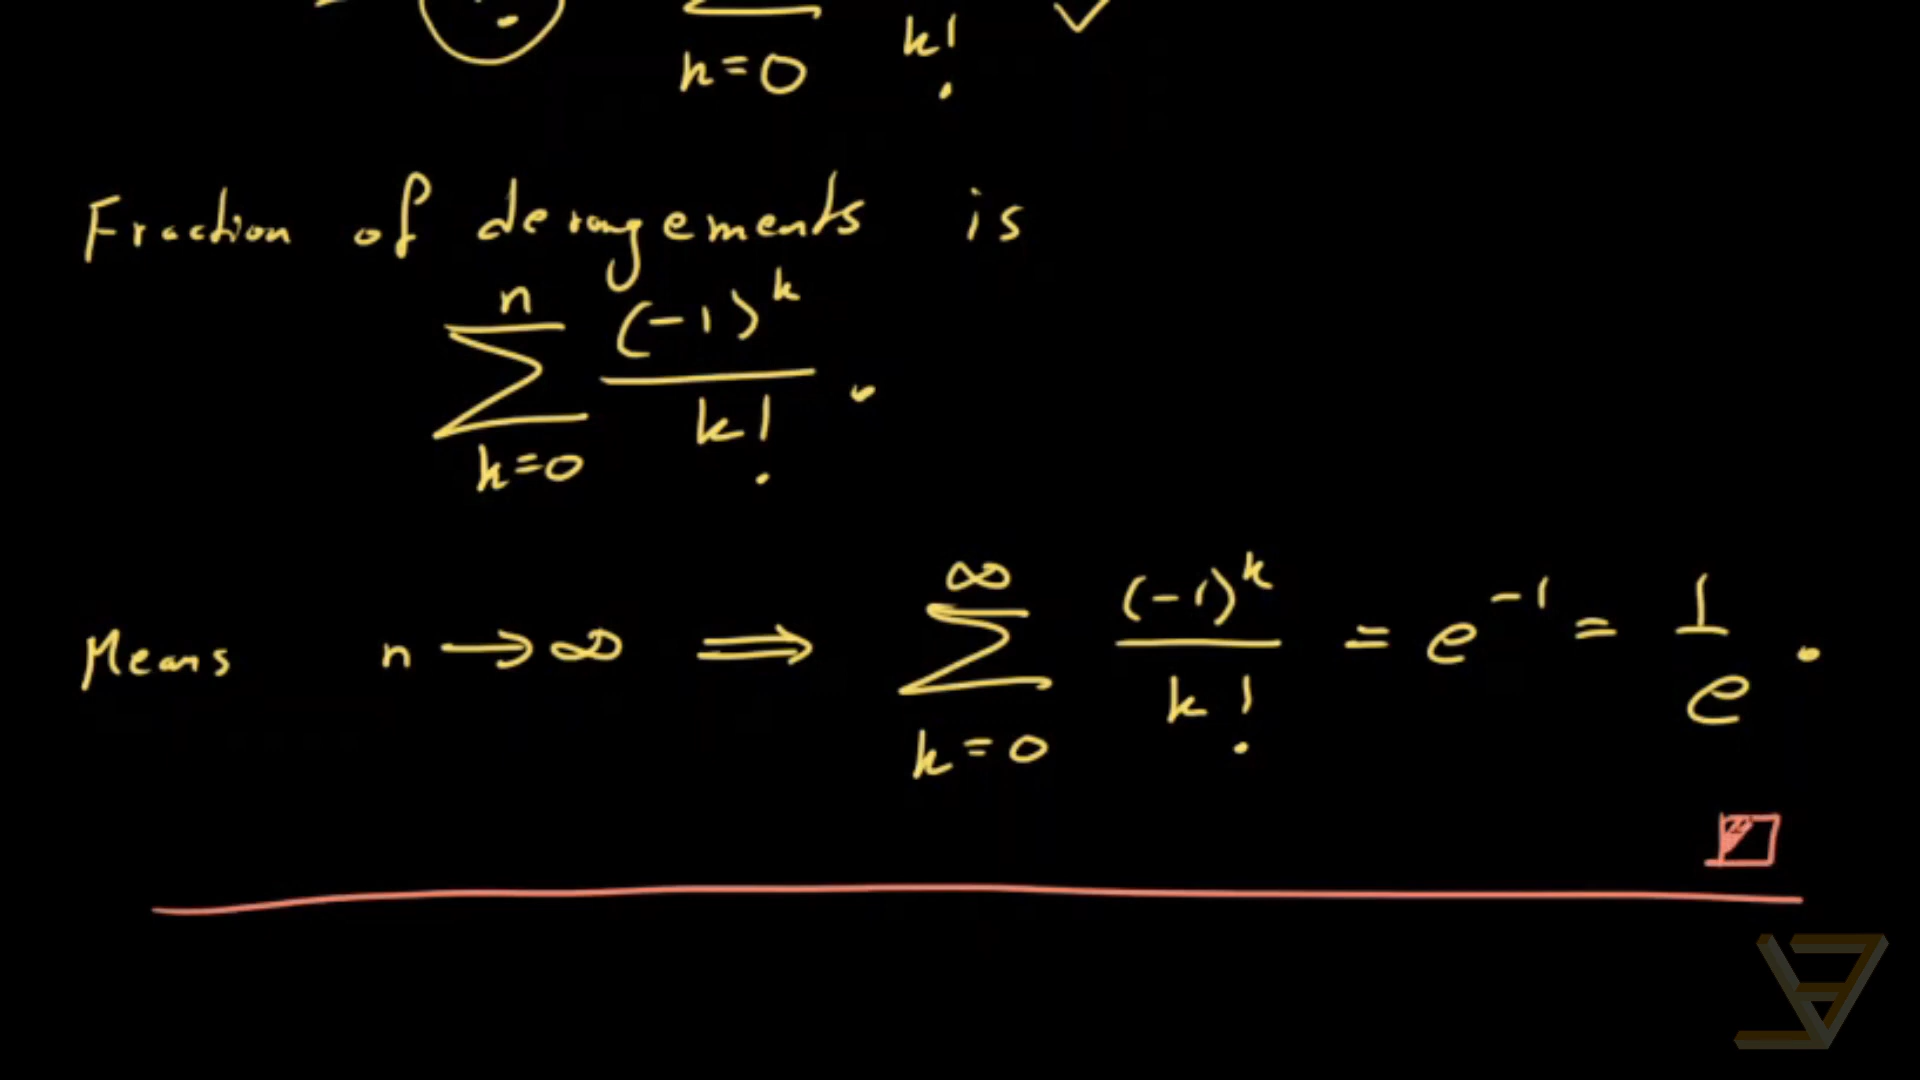 n=0 k!
Fraction of derangements is
n
∑ (-1)^k / k! .
k=0
Means n → ∞ ⟹ ∑_{k=0}^{∞} (-1)^k / k! = e^{-1} = 1/e .